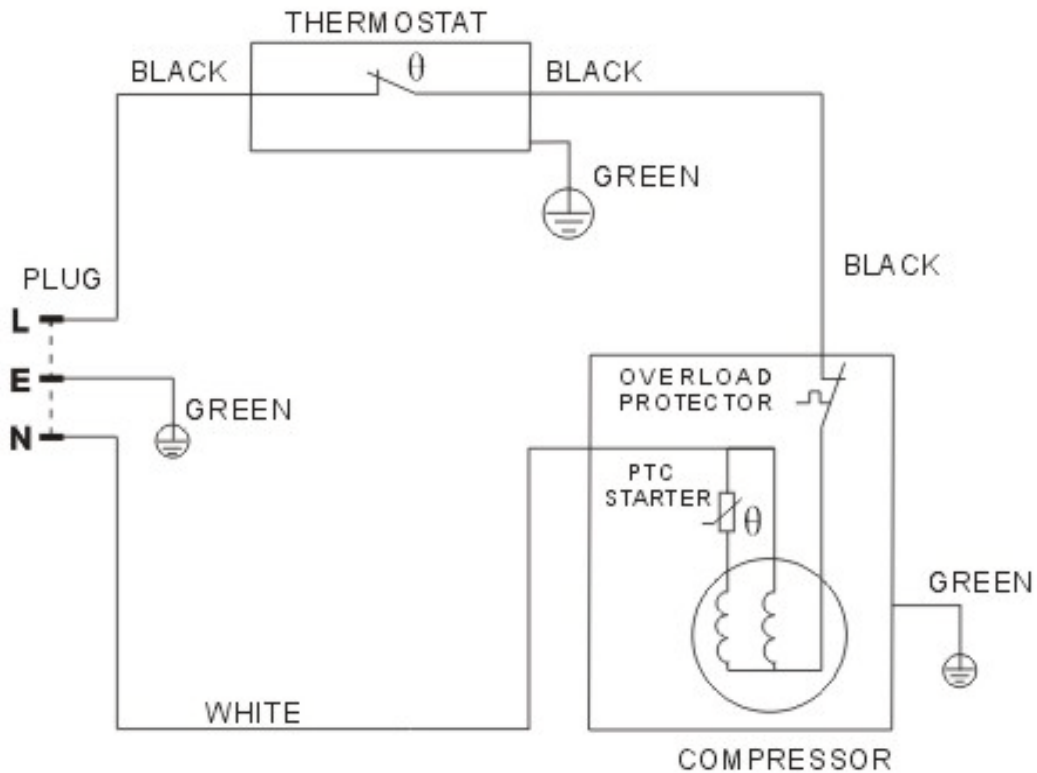 THERMOSTAT
BLACK
θ
BLACK
GREEN
BLACK
PLUG
L
E
GREEN
N
OVERLOAD
PROTECTOR
PTC
STARTER
θ
GREEN
WHITE
COMPRESSOR